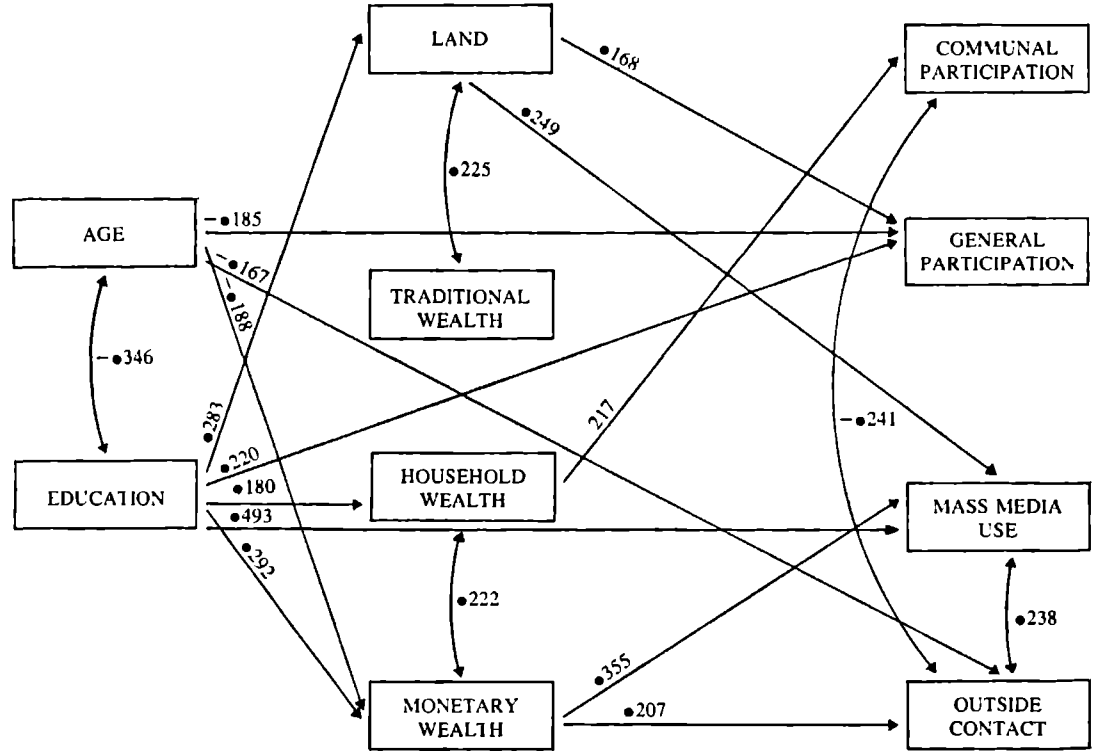 LAND
COMMUNAL
PARTICIPATION
•168
•249
•225
AGE
−•185
GENERAL
PARTICIPATION
−•167
−•188
TRADITIONAL
WEALTH
−•346
•283
217
−•241
•220
EDUCATION
•180
HOUSEHOLD
WEALTH
•493
MASS MEDIA
USE
•292
•222
•238
•355
MONETARY
WEALTH
•207
OUTSIDE
CONTACT